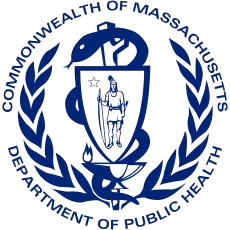 COMMONWEALTH OF MASSACHUSETTS
DEPARTMENT OF PUBLIC HEALTH